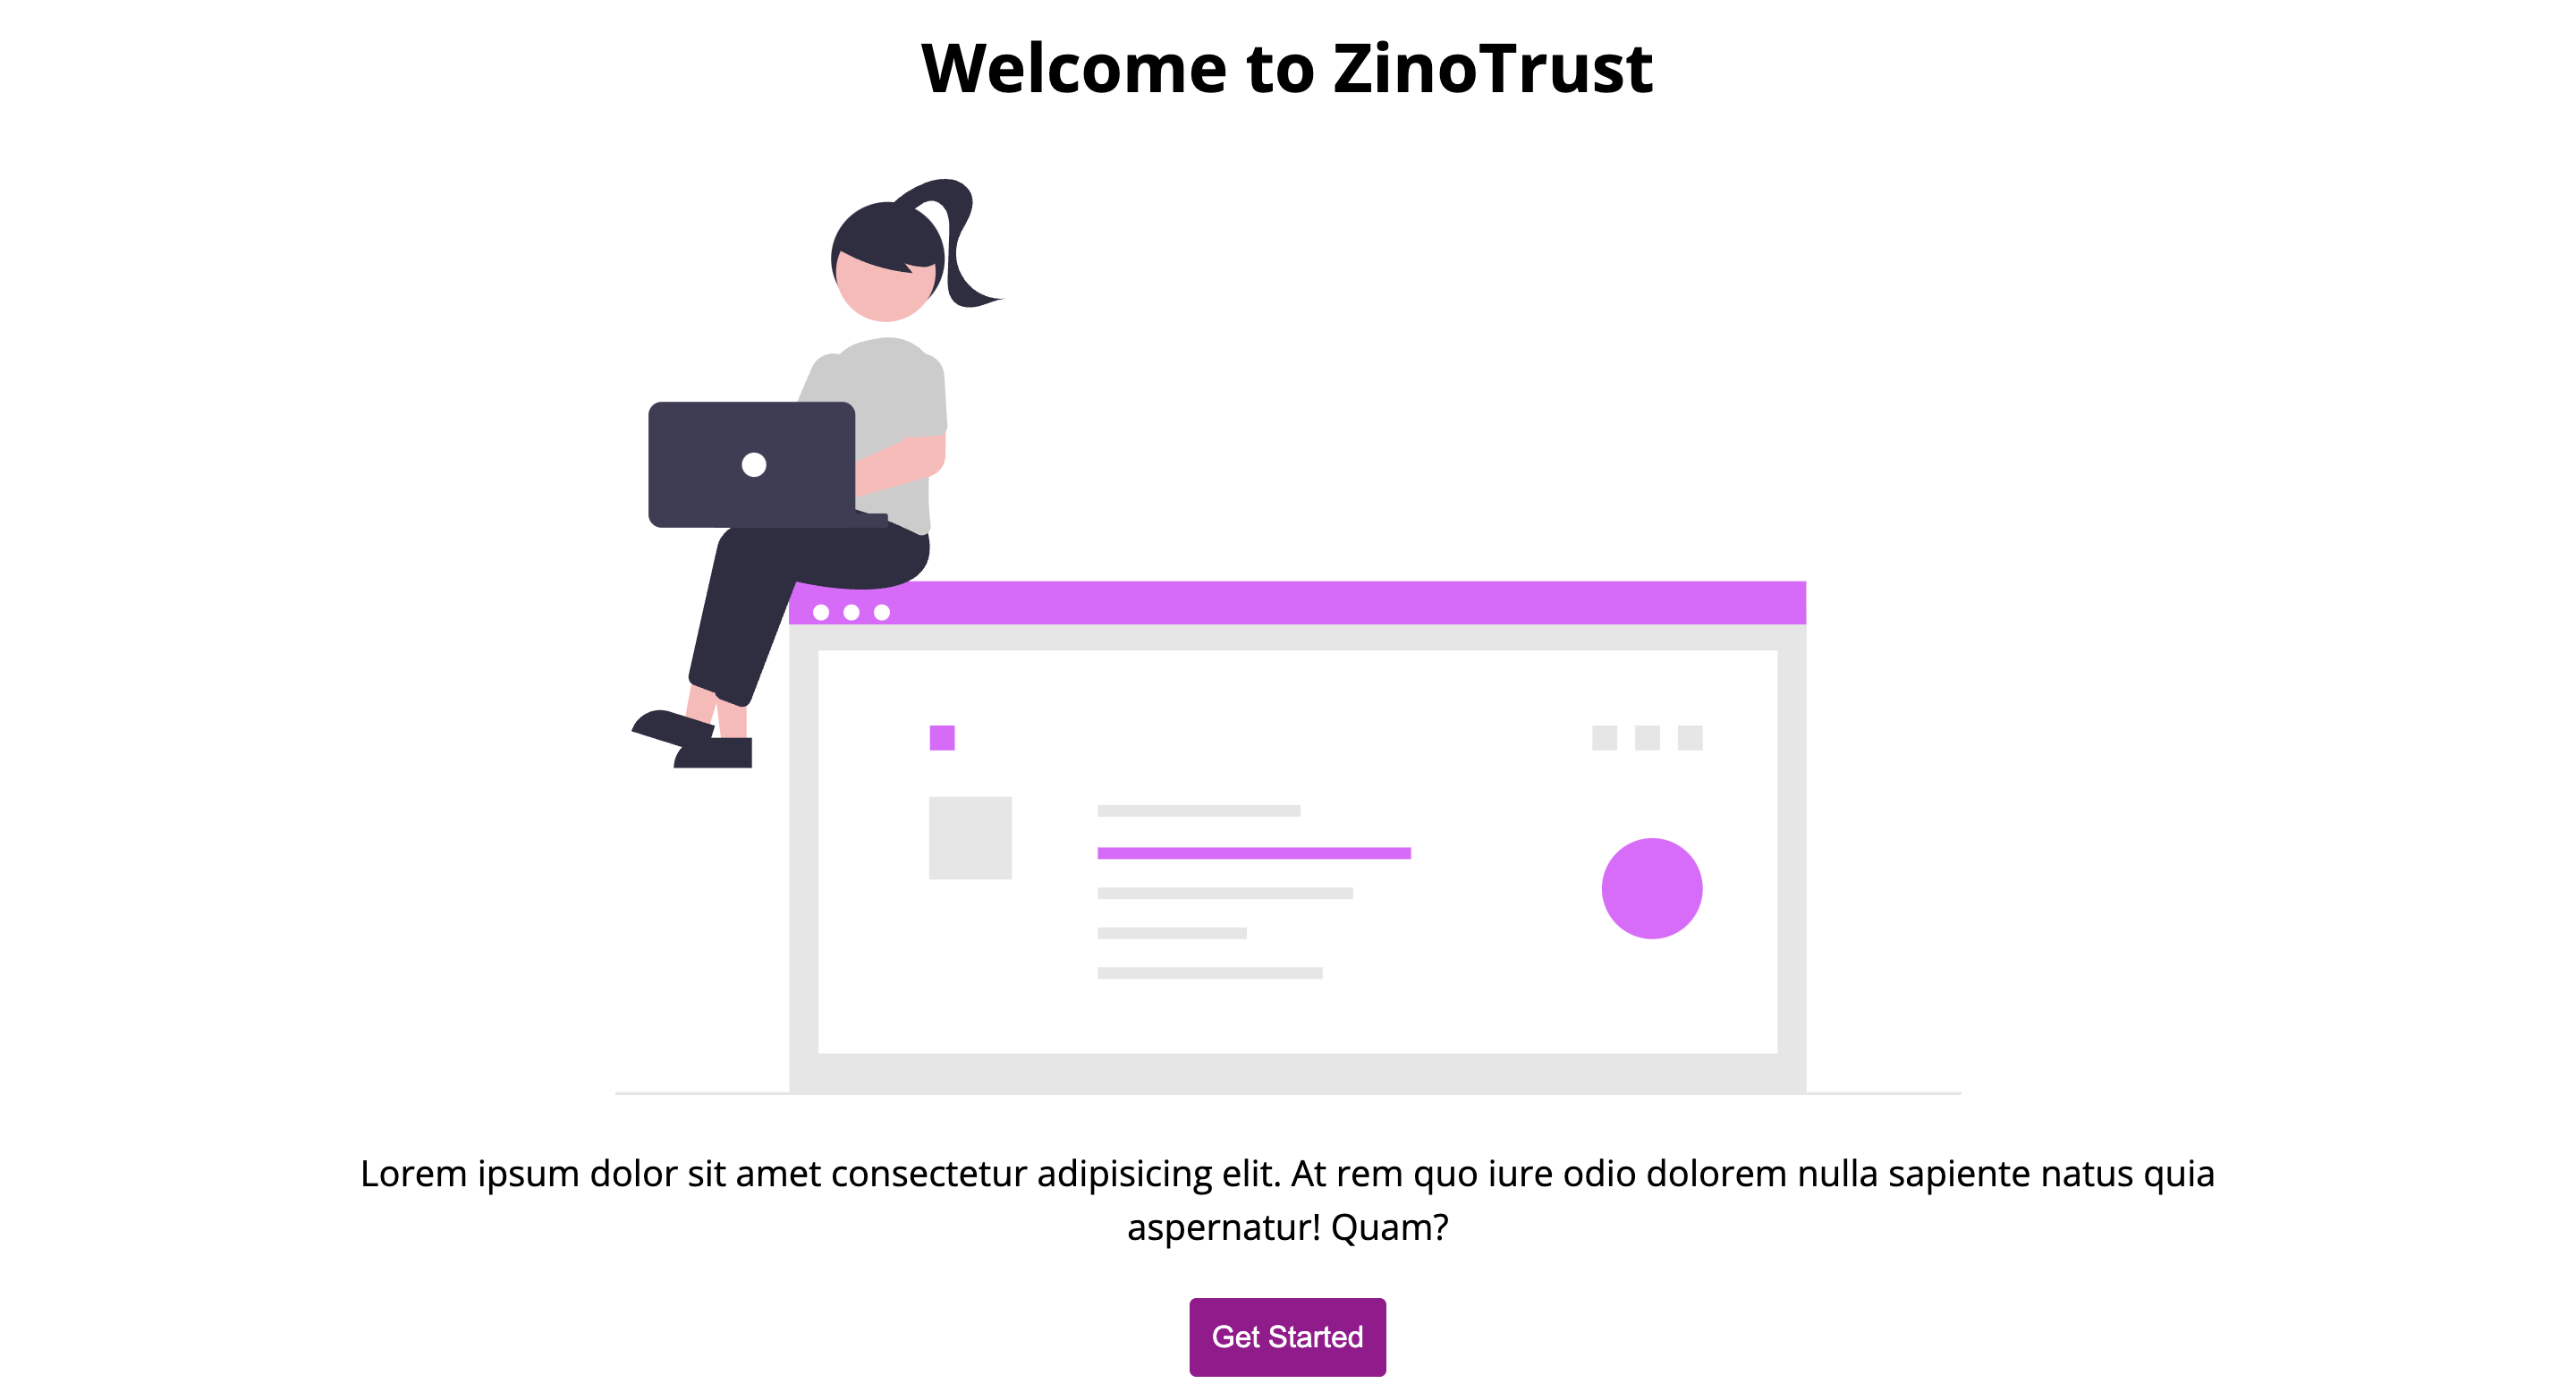 Welcome to ZinoTrust
Lorem ipsum dolor sit amet consectetur adipisicing elit. At rem quo iure odio dolorem nulla sapiente natus quia
aspernatur! Quam?
Get Started